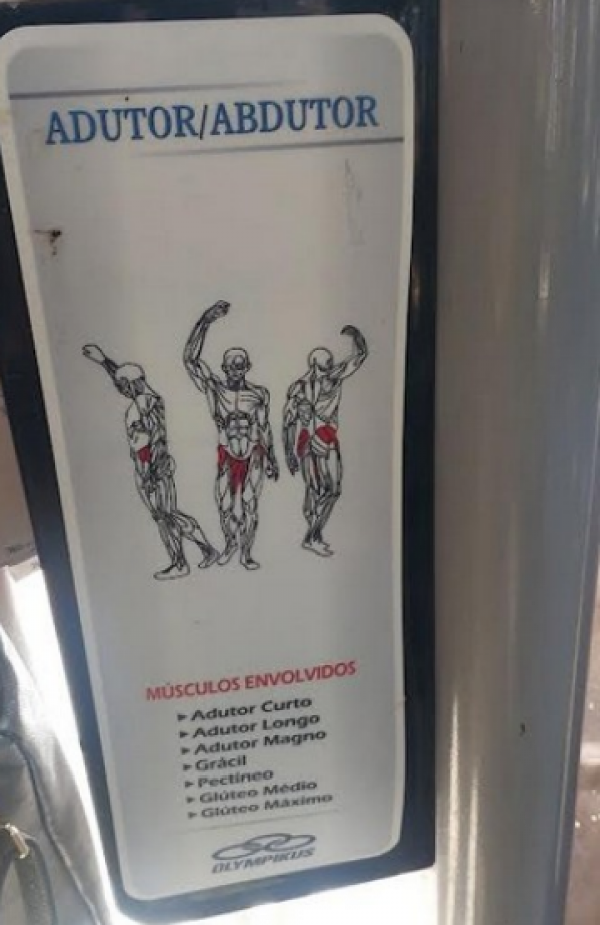 ADUTOR/ABDUTOR
MÚSCULOS ENVOLVIDOS
▸Adutor Curto
▸Adutor Longo
▸Adutor Magno
▸Grácil
▸Pectíneo
▸Glúteo Médio
▸Glúteo Máximo
OLYMPIKUS